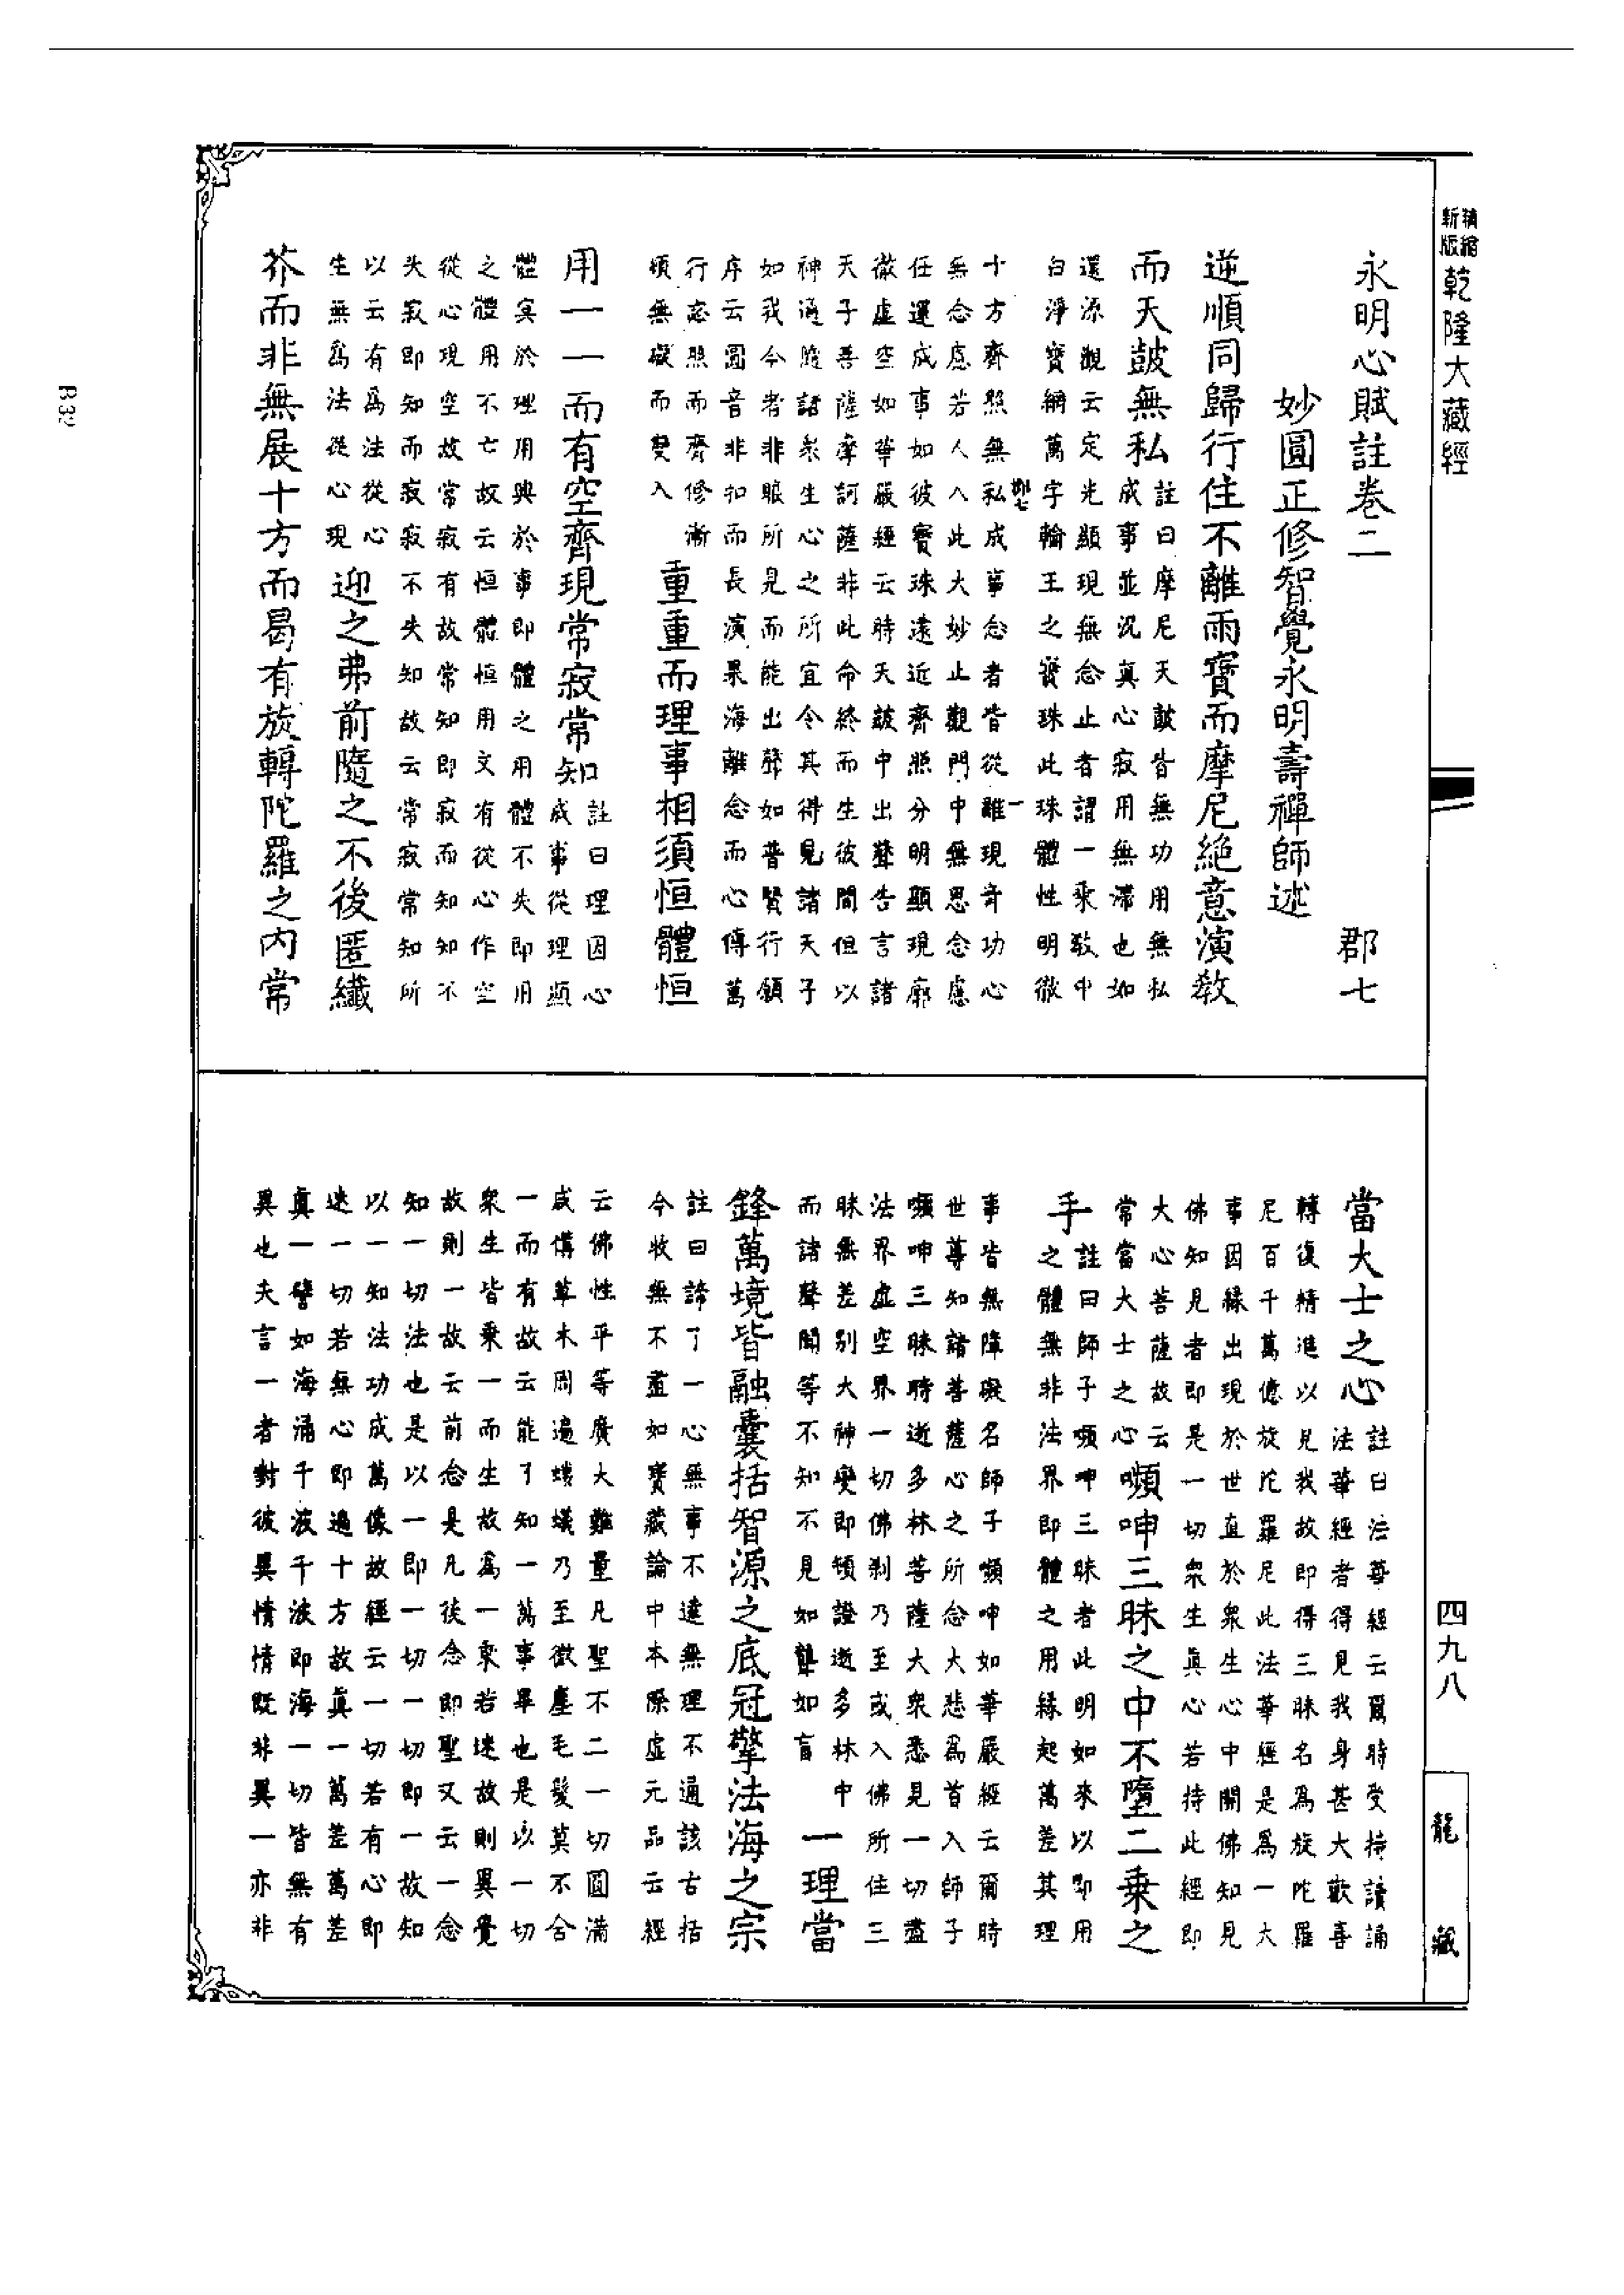 精縮新版乾隆大藏經
永明心賦註卷二
郡七
妙圓正修智覺永明壽禪師述
逆順同歸行住不離雨寶而摩尼絶意演教
而天鼓無私
註曰摩尼天鼓皆無功用無私
成事並況真心寂用無滯也如
還源觀云定光顯現無念止者謂一乘教中
白淨寶網萬字輪王之寶珠此珠體性明徹
十方齊照無私成事念者皆從雖現奇功心
無念慮若人入此大妙止觀門中無思念慮
任運成事如彼寶珠遠近齊照分明顯現廓
徹虛空如華嚴經云時天鼓中出聲告言諸
天子菩薩摩訶薩非此命終而生彼間但以
神通隨諸衆生心之所宜令其得見諸天子
如我今者非眼所見而能出聲如普賢行願
序云圓音非扣而長演果海離念而心傳萬
行忘照而齊修漸
頓無礙而雙入
重重而理事相須恒體恒
用一一而有空齊現常寂常知
註曰理因心
成事從理顯
體冥於理用興於事即體之用體不失即用
之體用不亡故云恒體恒用文有從心作空
從心現空故常寂有故常知即寂而知知不
失寂即知而寂寂不失知故云常寂常知所
以云有爲法從心
生無爲法從心現
迎之弗前隨之不後匿纖
芥而非無展十方而曷有旋轉陀羅之内常
當大士之心
註曰法華經云爾時受持讀誦
法華經者得見我身甚大歡喜
轉復精進以見我故即得三昧名爲旋陀羅
尼百千萬億旋陀羅尼此法華經是爲一大
事因緣出現於世直於衆生心中開佛知見
佛知見者即是一切衆生真心若持此經即
大心菩薩故云
常當大士之心
嚬呻三昧之中不墮二乘之
手
註曰師子嚬呻三昧者此明如來以即用
之體無非法界即體之用緣起萬差其理
事皆無障礙名師子嚬呻如華嚴經云爾時
世尊知諸菩薩心之所念大悲爲首入師子
嚬呻三昧時逝多林菩薩大衆悉見一切盡
法界虛空界一切佛刹乃至或入佛所住三
昧無差別大神變即頓證逝多林中
而諸聲聞等不知不見如聾如盲
一理當
鋒萬境皆融囊括智源之底冠擎法海之宗
註曰諦了一心無事不達無理不通該古括
今收無不盡如寶藏論中本際虛元品云經
云佛性平等廣大難量凡聖不二一切圓滿
咸備草木周遍螻蟻乃至微塵毛髮莫不含
一而有故云能了知一萬事畢也是以一切
衆生皆乘一而生故爲一乘若迷故則異覺
故則一故云前念是凡後念即聖又云一念
知一切法也是以一即一切一切即一故知
以一知法功成萬像故經云一切若有心即
迷一切若無心即遍十方故真一萬差萬差
真一譬如海涌千波千波即海一切皆無有
異也夫言一者對彼異情情既非異一亦非
四九八
龍藏